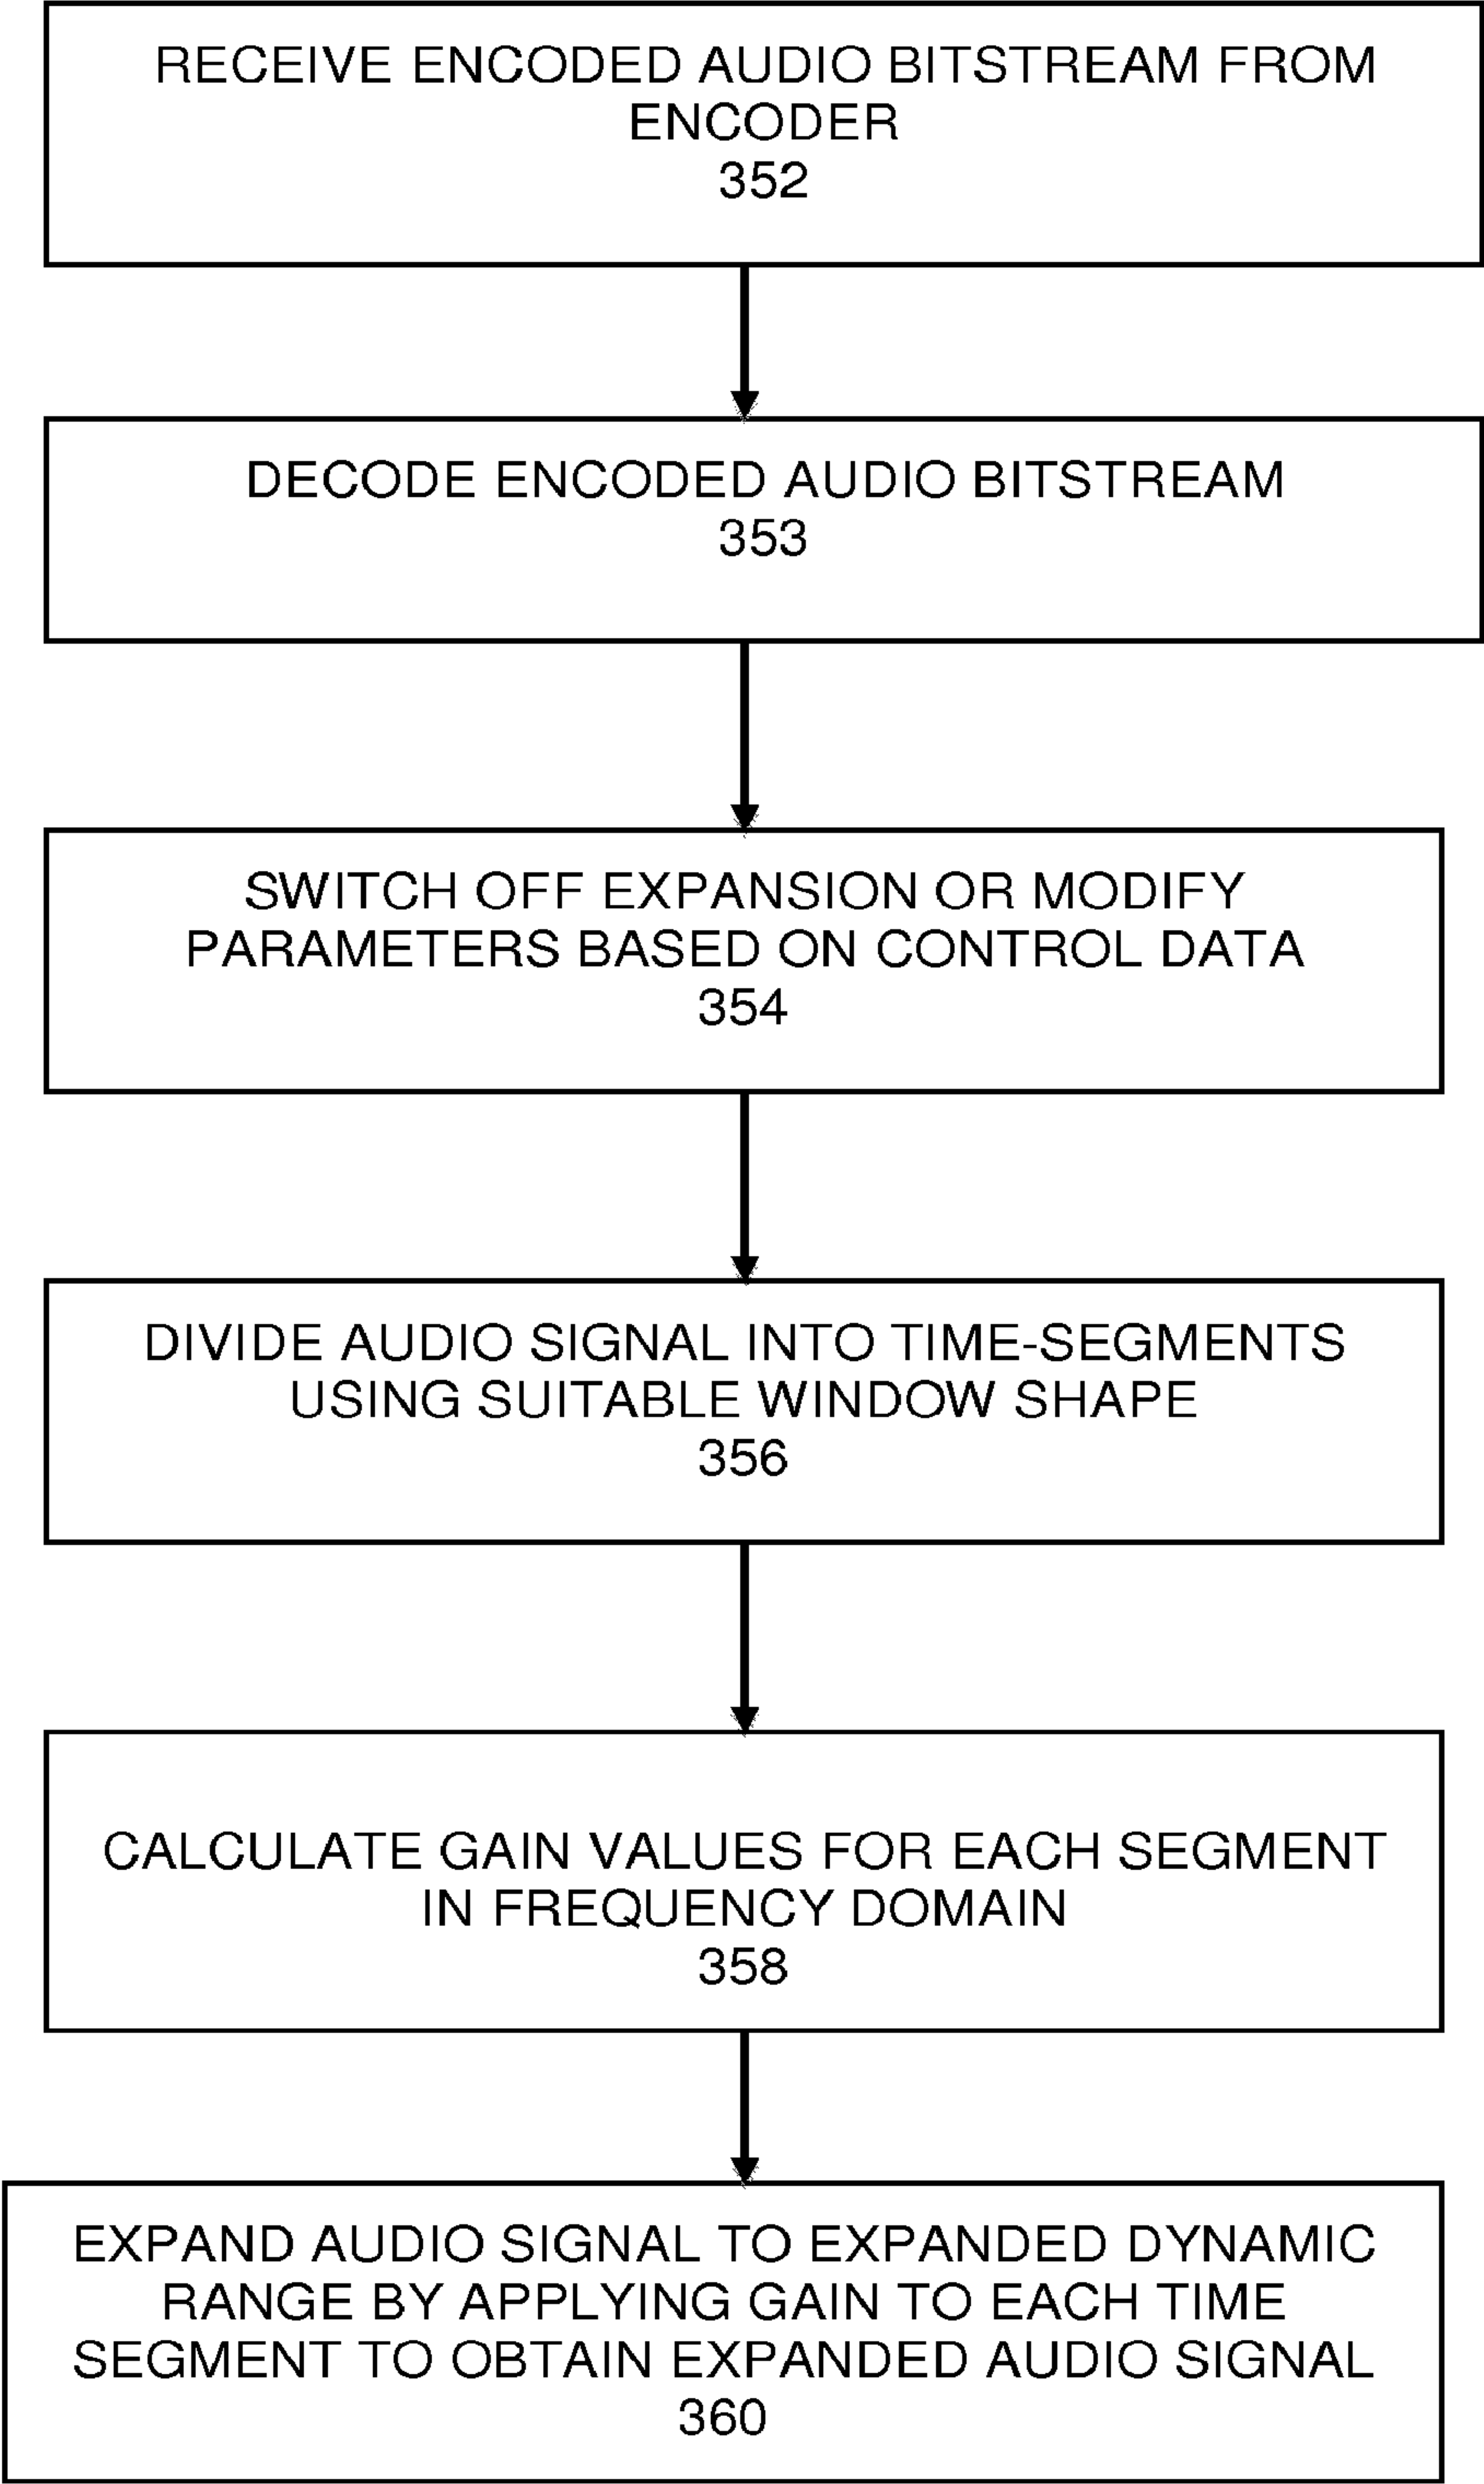 RECEIVE ENCODED AUDIO BITSTREAM FROM
ENCODER
352
DECODE ENCODED AUDIO BITSTREAM
353
SWITCH OFF EXPANSION OR MODIFY
PARAMETERS BASED ON CONTROL DATA
354
DIVIDE AUDIO SIGNAL INTO TIME-SEGMENTS
USING SUITABLE WINDOW SHAPE
356
CALCULATE GAIN VALUES FOR EACH SEGMENT
IN FREQUENCY DOMAIN
358
EXPAND AUDIO SIGNAL TO EXPANDED DYNAMIC
RANGE BY APPLYING GAIN TO EACH TIME
SEGMENT TO OBTAIN EXPANDED AUDIO SIGNAL
360